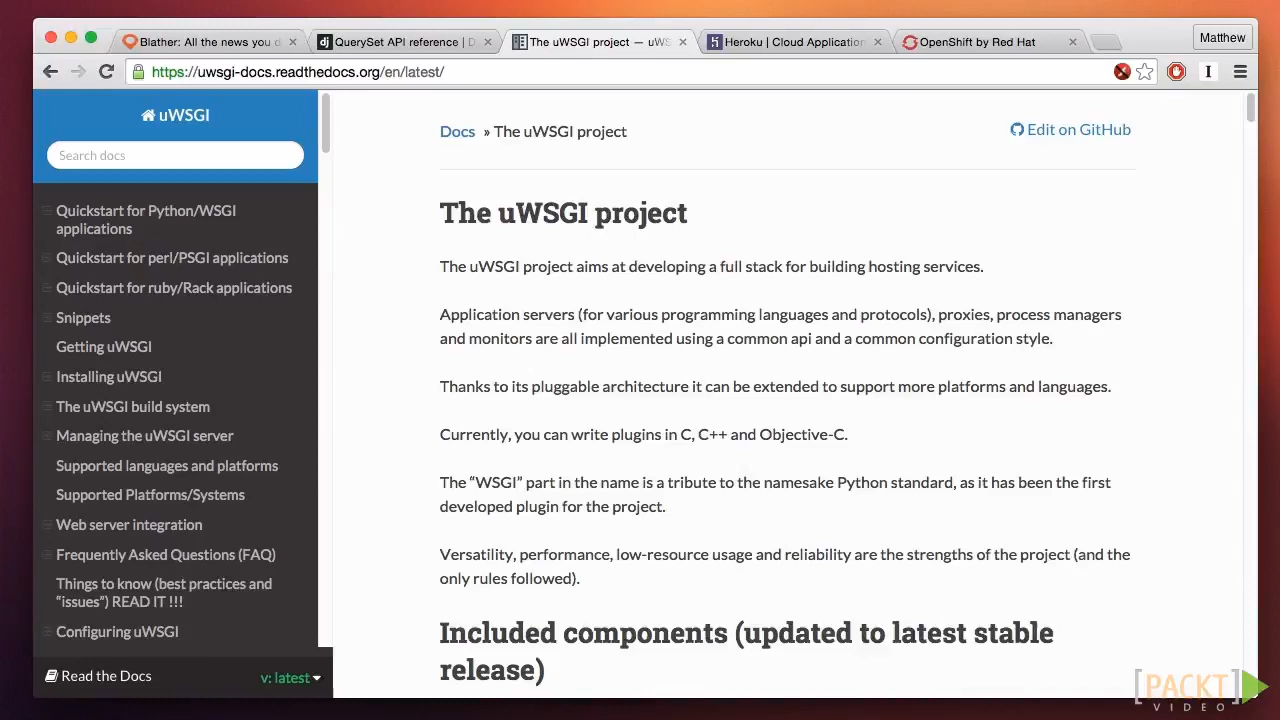 Blather: All the news you d
QuerySet API reference | D
The uWSGI project — uWS
Heroku | Cloud Application
OpenShift by Red Hat
Matthew
https://uwsgi-docs.readthedocs.org/en/latest/
uWSGI
Search docs
Quickstart for Python/WSGI
applications
Quickstart for perl/PSGI applications
Quickstart for ruby/Rack applications
Snippets
Getting uWSGI
Installing uWSGI
The uWSGI build system
Managing the uWSGI server
Supported languages and platforms
Supported Platforms/Systems
Web server integration
Frequently Asked Questions (FAQ)
Things to know (best practices and
“issues”) READ IT !!!
Configuring uWSGI
Read the Docs
v: latest
Docs » The uWSGI project
Edit on GitHub
The uWSGI project
The uWSGI project aims at developing a full stack for building hosting services.
Application servers (for various programming languages and protocols), proxies, process managers
and monitors are all implemented using a common api and a common configuration style.
Thanks to its pluggable architecture it can be extended to support more platforms and languages.
Currently, you can write plugins in C, C++ and Objective-C.
The “WSGI” part in the name is a tribute to the namesake Python standard, as it has been the first
developed plugin for the project.
Versatility, performance, low-resource usage and reliability are the strengths of the project (and the
only rules followed).
Included components (updated to latest stable
release)
[PACKT]
VIDEO